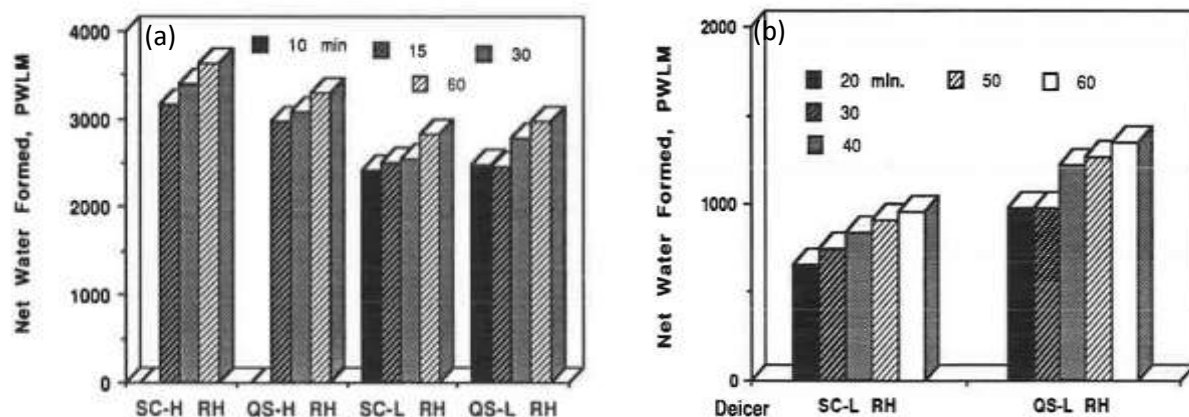 (a)
10 min 15 30
60
Net Water Formed, PWLM
4000
3000
2000
1000
0
SC-H RH QS-H RH SC-L RH QS-L RH
(b)
20 mln. 50 60
30
40
Net Water Formed, PWLM
2000
1000
0
Deicer SC-L RH QS-L RH